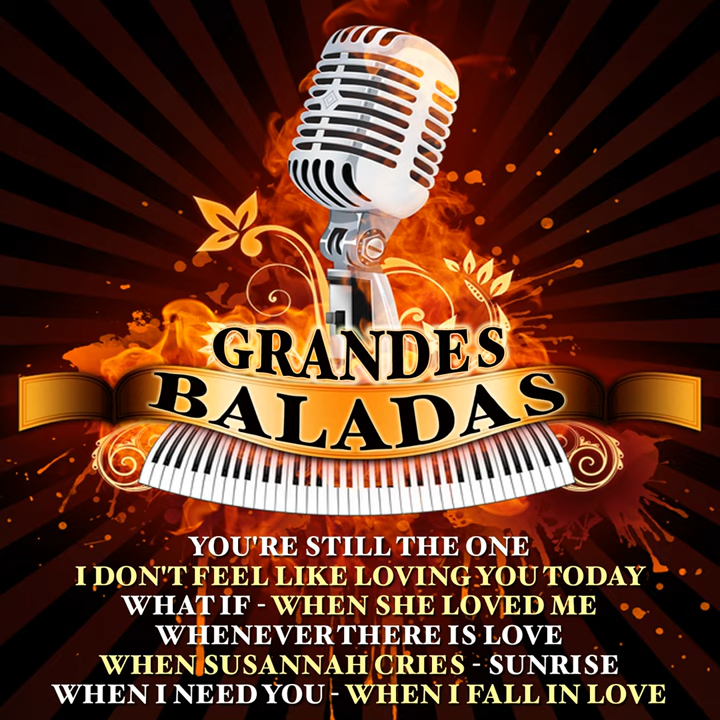 GRANDES
BALADAS
YOU'RE STILL THE ONE
I DON'T FEEL LIKE LOVING YOU TODAY
WHAT IF - WHEN SHE LOVED ME
WHENEVER THERE IS LOVE
WHEN SUSANNAH CRIES - SUNRISE
WHEN I NEED YOU - WHEN I FALL IN LOVE